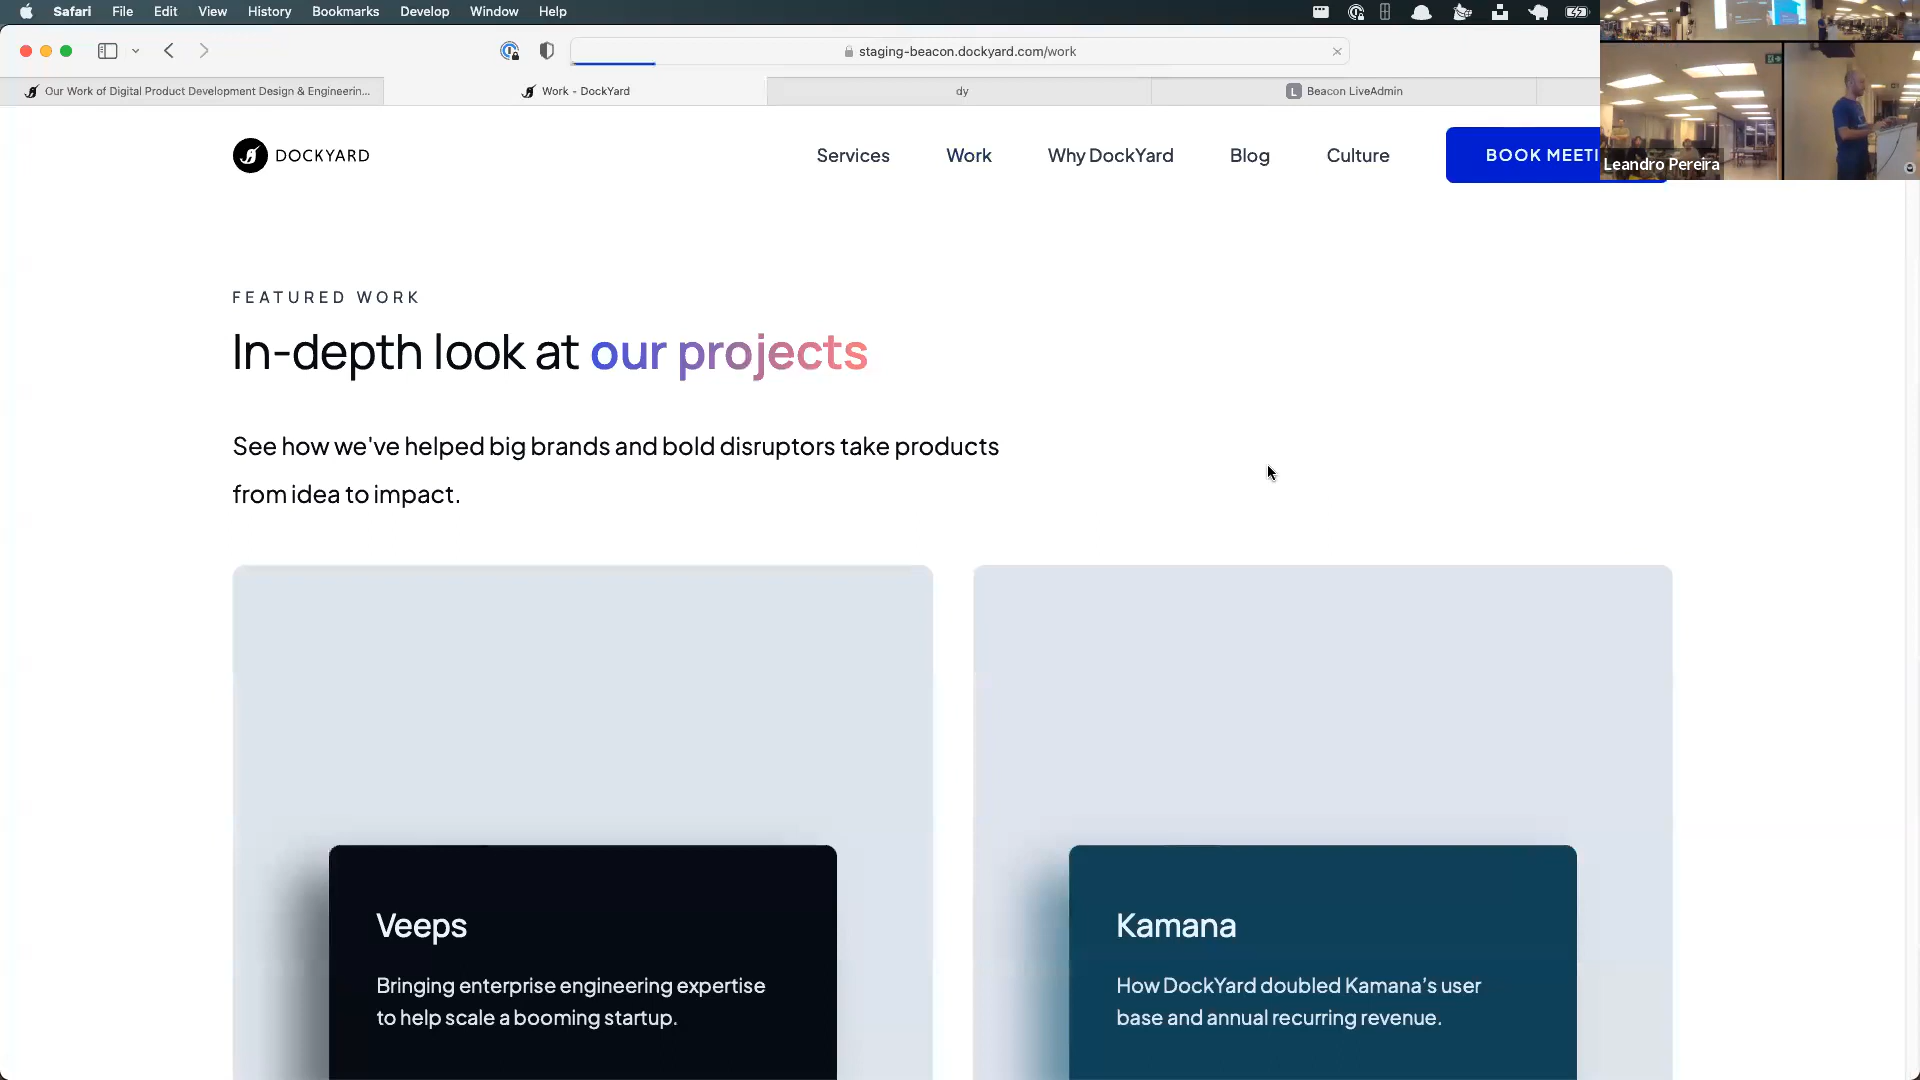 Safari File Edit View History Bookmarks Develop Window Help
staging-beacon.dockyard.com/work
Our Work of Digital Product Development Design & Engineerin...
Work - DockYard
dy
L Beacon LiveAdmin
DOCKYARD
Services
Work
Why DockYard
Blog
Culture
BOOK MEETI
Leandro Pereira
FEATURED WORK
In-depth look at our projects
See how we've helped big brands and bold disruptors take products
from idea to impact.
Veeps
Bringing enterprise engineering expertise
to help scale a booming startup.
Kamana
How DockYard doubled Kamana's user
base and annual recurring revenue.